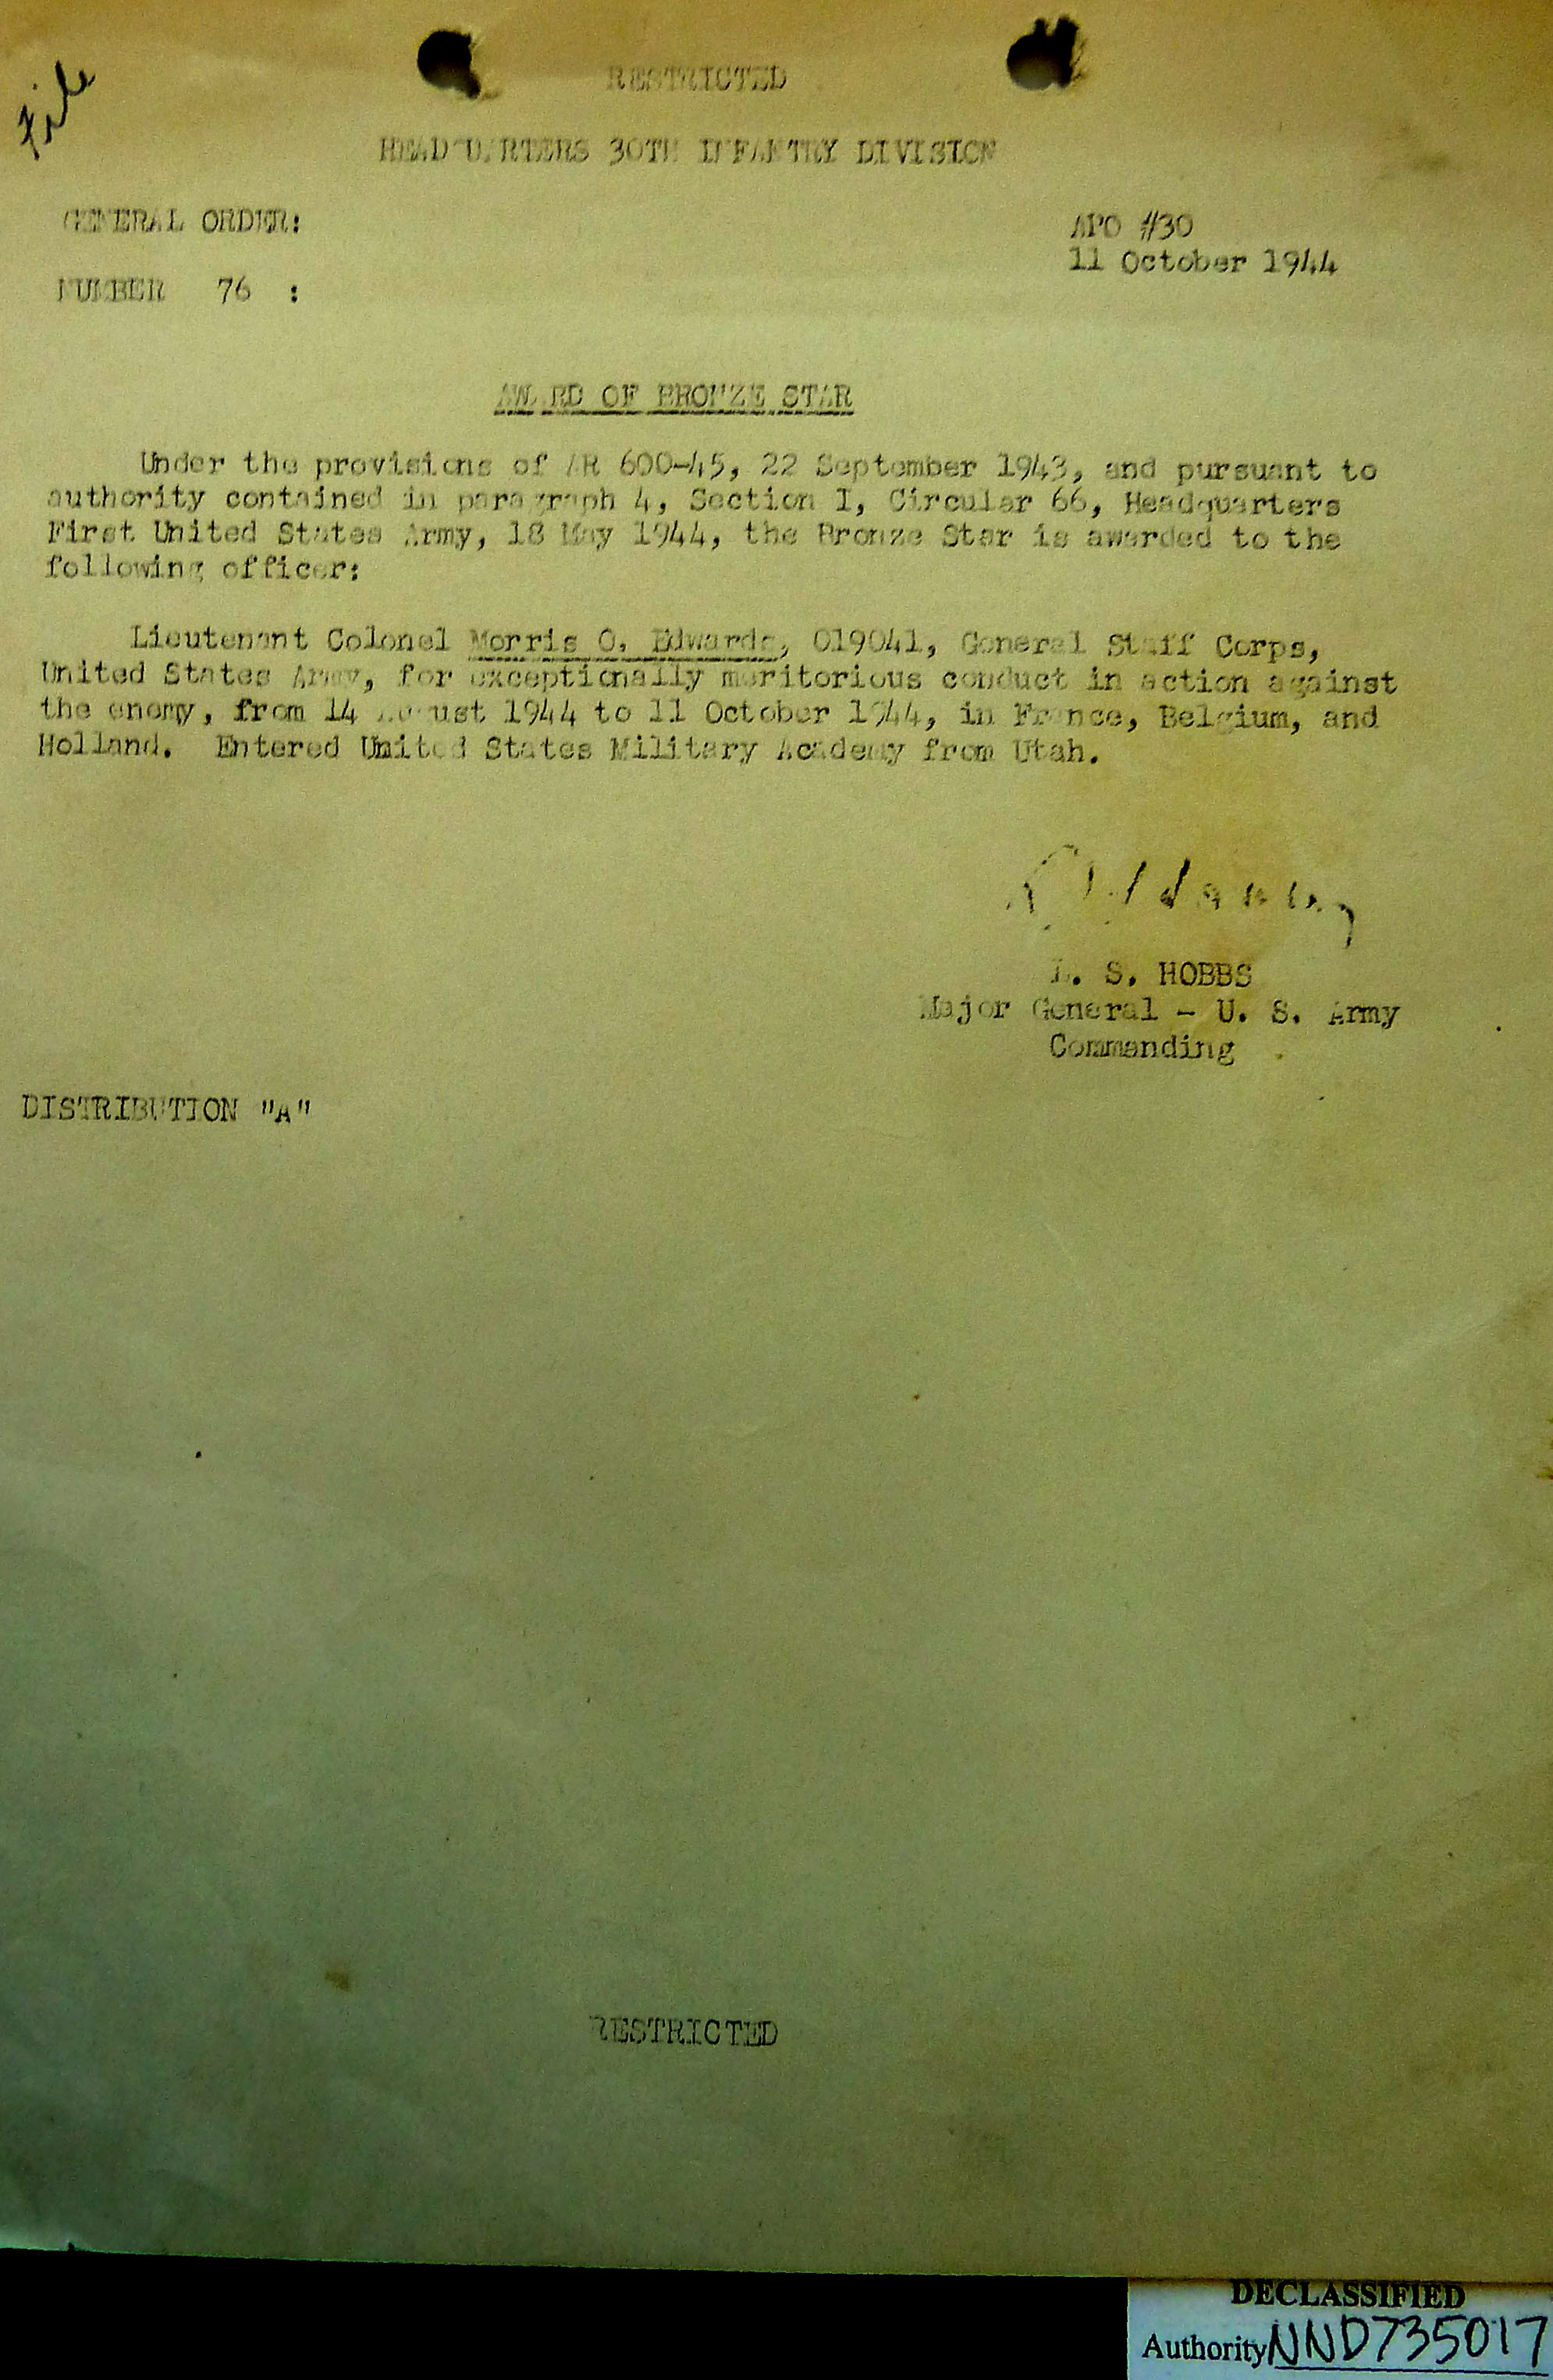 File
RESTRICTED
HEADQUARTERS 30TH INFANTRY DIVISION
GENERAL ORDER:
APO #30
11 October 1944
NUMBER 76 :
AWARD OF BRONZE STAR
Under the provisions of AR 600-45, 22 September 1943, and pursuant to
authority contained in paragraph 4, Section I, Circular 66, Headquarters
First United States Army, 18 May 1944, the Bronze Star is awarded to the
following officer:
Lieutenant Colonel Morris O. Edwards, O19041, General Staff Corps,
United States Army, for exceptionally meritorious conduct in action against
the enemy, from 14 August 1944 to 11 October 1944, in France, Belgium, and
Holland. Entered United States Military Academy from Utah.
L. S. HOBBS
Major General - U. S. Army
Commanding
DISTRIBUTION "A"
RESTRICTED
DECLASSIFIED
Authority NND735017